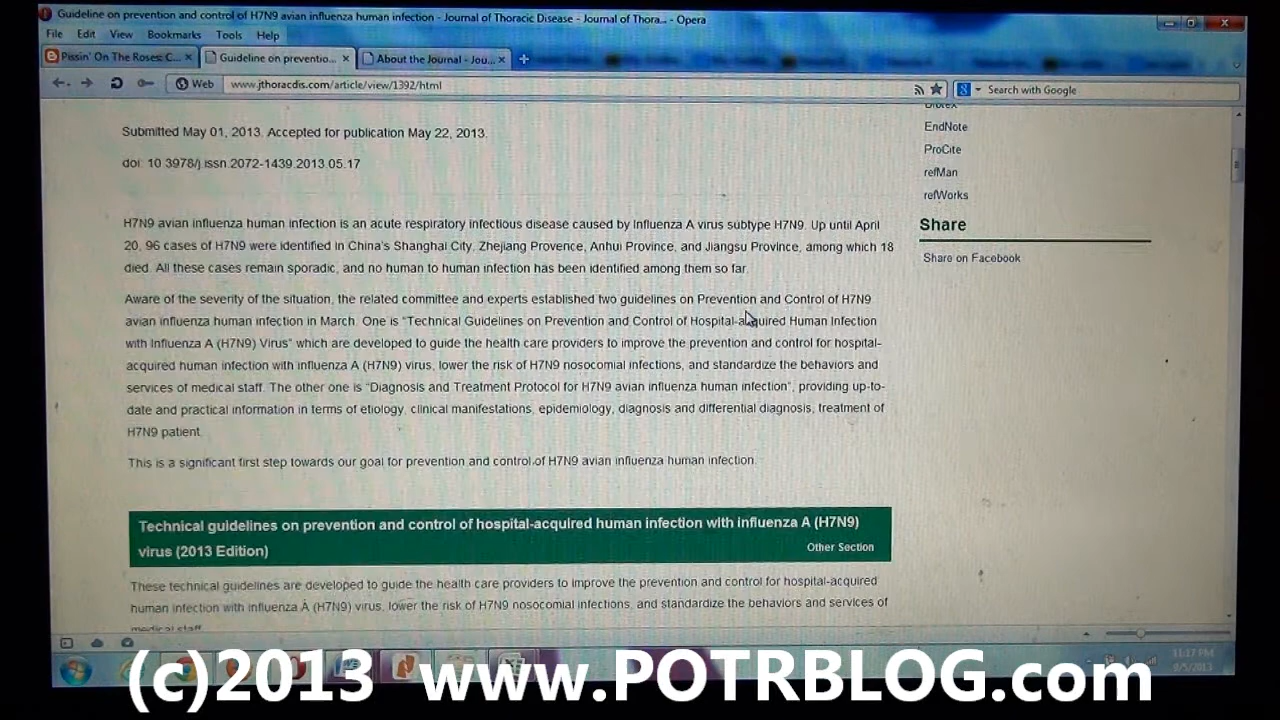 Guideline on prevention and control of H7N9 avian influenza human infection - Journal of Thoracic Disease - Journal of Thora... - Opera
File Edit View Bookmarks Tools Help
Pissin' On The Roses: C... Guideline on preventio... About the Journal - Jou...
Web www.jthoracdis.com/article/view/1392/html Search with Google
Submitted May 01, 2013. Accepted for publication May 22, 2013.
doi: 10.3978/j.issn.2072-1439.2013.05.17
EndNote
ProCite
refMan
refWorks
Share
Share on Facebook
H7N9 avian influenza human infection is an acute respiratory infectious disease caused by Influenza A virus subtype H7N9. Up until April
20, 96 cases of H7N9 were identified in China's Shanghai City, Zhejiang Provence, Anhui Province, and Jiangsu Province, among which 18
died. All these cases remain sporadic, and no human to human infection has been identified among them so far.
Aware of the severity of the situation, the related committee and experts established two guidelines on Prevention and Control of H7N9
avian influenza human infection in March. One is "Technical Guidelines on Prevention and Control of Hospital-acquired Human Infection
with Influenza A (H7N9) Virus" which are developed to guide the health care providers to improve the prevention and control for hospital-
acquired human infection with influenza A (H7N9) virus, lower the risk of H7N9 nosocomial infections, and standardize the behaviors and
services of medical staff. The other one is "Diagnosis and Treatment Protocol for H7N9 avian influenza human infection", providing up-to-
date and practical information in terms of etiology, clinical manifestations, epidemiology, diagnosis and differential diagnosis, treatment of
H7N9 patient.
This is a significant first step towards our goal for prevention and control of H7N9 avian influenza human infection.
Technical guidelines on prevention and control of hospital-acquired human infection with influenza A (H7N9)
virus (2013 Edition) Other Section
These technical guidelines are developed to guide the health care providers to improve the prevention and control for hospital-acquired
human infection with influenza A (H7N9) virus, lower the risk of H7N9 nosocomial infections, and standardize the behaviors and services of
medical staff.
11:17 PM
9/5/2013
(c)2013 www.POTRBLOG.com